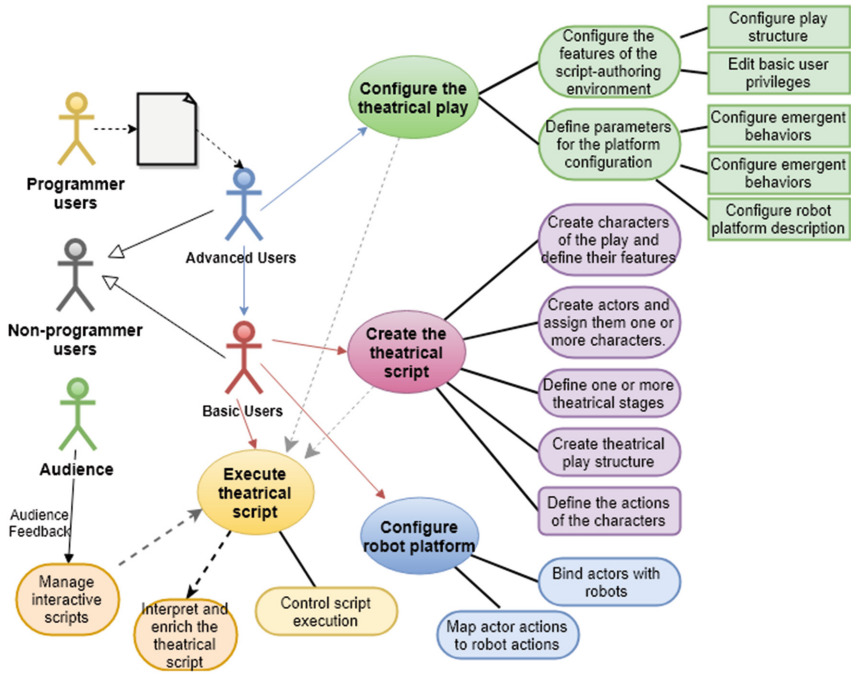 Configure play
structure
Configure the
features of the
script-authoring
environment
Edit basic user
privileges
Configure the
theatrical play
Define parameters
for the platform
configuration
Configure emergent
behaviors
Configure emergent
behaviors
Configure robot
platform description
Programmer
users
Advanced Users
Non-programmer
users
Create characters
of the play and
define their features
Create actors and
assign them one or
more characters.
Create the
theatrical
script
Define one or more
theatrical stages
Basic Users
Create theatrical
play structure
Audience
Define the actions
of the characters
Execute
theatrical
script
Audience
Feedback
Configure
robot platform
Bind actors with
robots
Manage
interactive
scripts
Interpret and
enrich the
theatrical
script
Control script
execution
Map actor actions
to robot actions